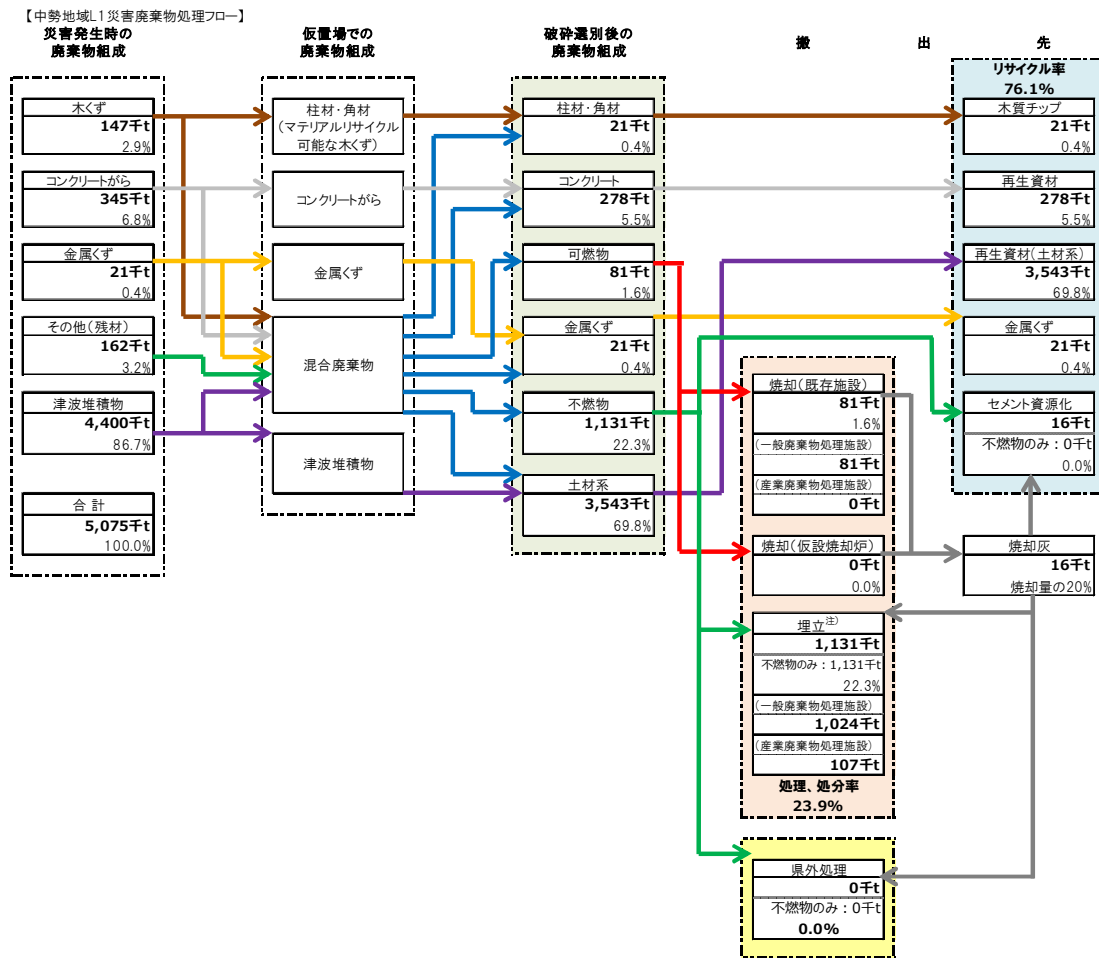 【中勢地域L1災害廃棄物処理フロー】
災害発生時の
廃棄物組成
仮置場での
廃棄物組成
破砕選別後の
廃棄物組成
搬 出 先
木くず
147千t
2.9%
コンクリートがら
345千t
6.8%
金属くず
21千t
0.4%
その他（残材）
162千t
3.2%
津波堆積物
4,400千t
86.7%
合 計
5,075千t
100.0%
柱材・角材
（マテリアルリサイクル
可能な木くず）
コンクリートがら
金属くず
混合廃棄物
津波堆積物
柱材・角材
21千t
0.4%
コンクリート
278千t
5.5%
可燃物
81千t
1.6%
金属くず
21千t
0.4%
不燃物
1,131千t
22.3%
土材系
3,543千t
69.8%
焼却（既存施設）
81千t
1.6%
（一般廃棄物処理施設）
81千t
（産業廃棄物処理施設）
0千t
焼却（仮設焼却炉）
0千t
0.0%
埋立注）
1,131千t
不燃物のみ：1,131千t
22.3%
（一般廃棄物処理施設）
1,024千t
（産業廃棄物処理施設）
107千t
処理、処分率
23.9%
県外処理
0千t
不燃物のみ：0千t
0.0%
リサイクル率
76.1%
木質チップ
21千t
0.4%
再生資材
278千t
5.5%
再生資材（土材系）
3,543千t
69.8%
金属くず
21千t
0.4%
セメント資源化
16千t
不燃物のみ：0千t
0.0%
焼却灰
16千t
焼却量の20%